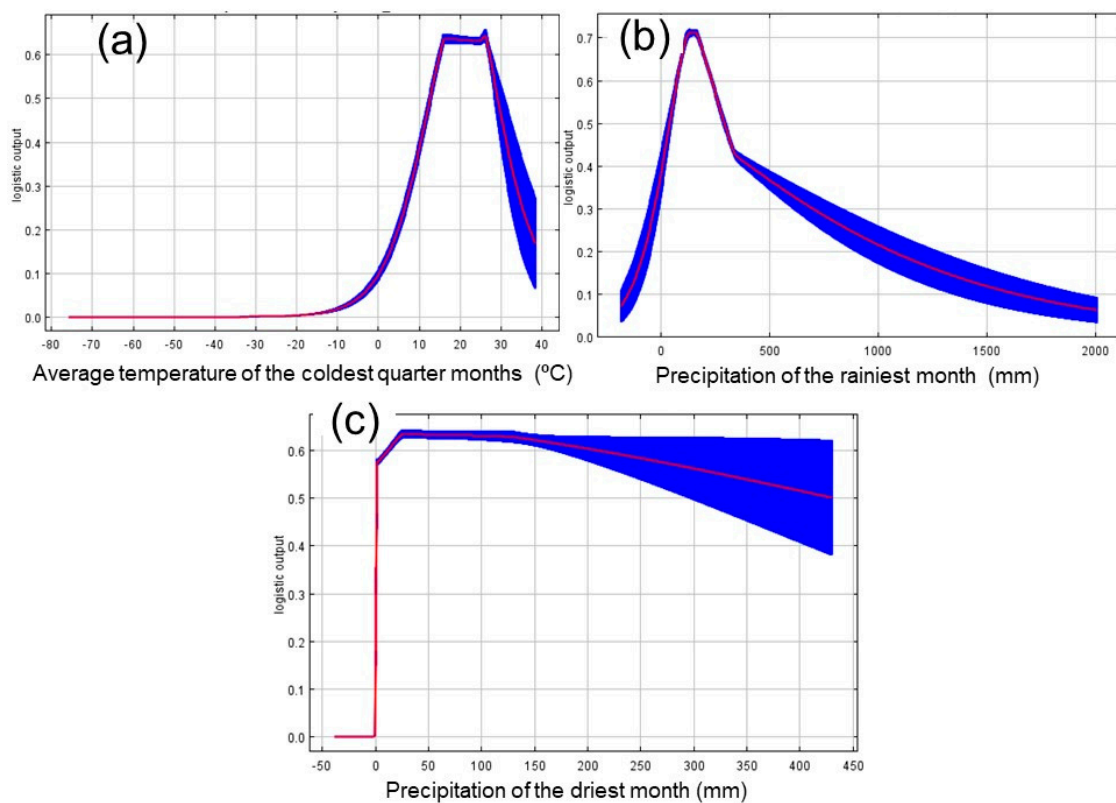 (a)
0.6
0.5
0.4
0.3
0.2
0.1
0.0
logistic output
-80 -70 -60 -50 -40 -30 -20 -10 0 10 20 30 40
Average temperature of the coldest quarter months (ºC)
(b)
0.7
0.6
0.5
0.4
0.3
0.2
0.1
0.0
logistic output
0 500 1000 1500 2000
Precipitation of the rainiest month (mm)
(c)
0.6
0.5
0.4
0.3
0.2
0.1
0.0
logistic output
-50 0 50 100 150 200 250 300 350 400 450
Precipitation of the driest month (mm)